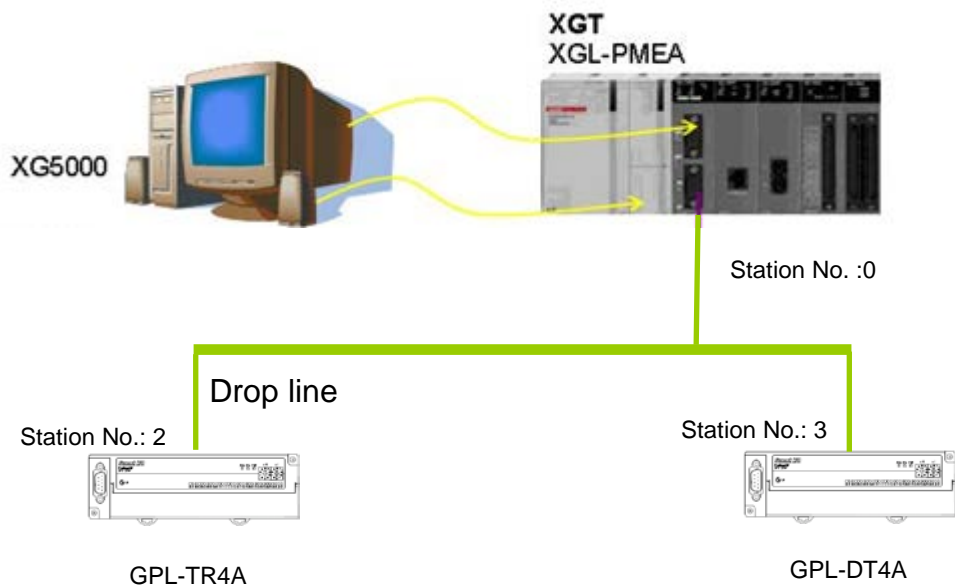 XGT
XGL-PMEA
XG5000
Station No. :0
Drop line
Station No.: 2
Station No.: 3
GPL-TR4A
GPL-DT4A